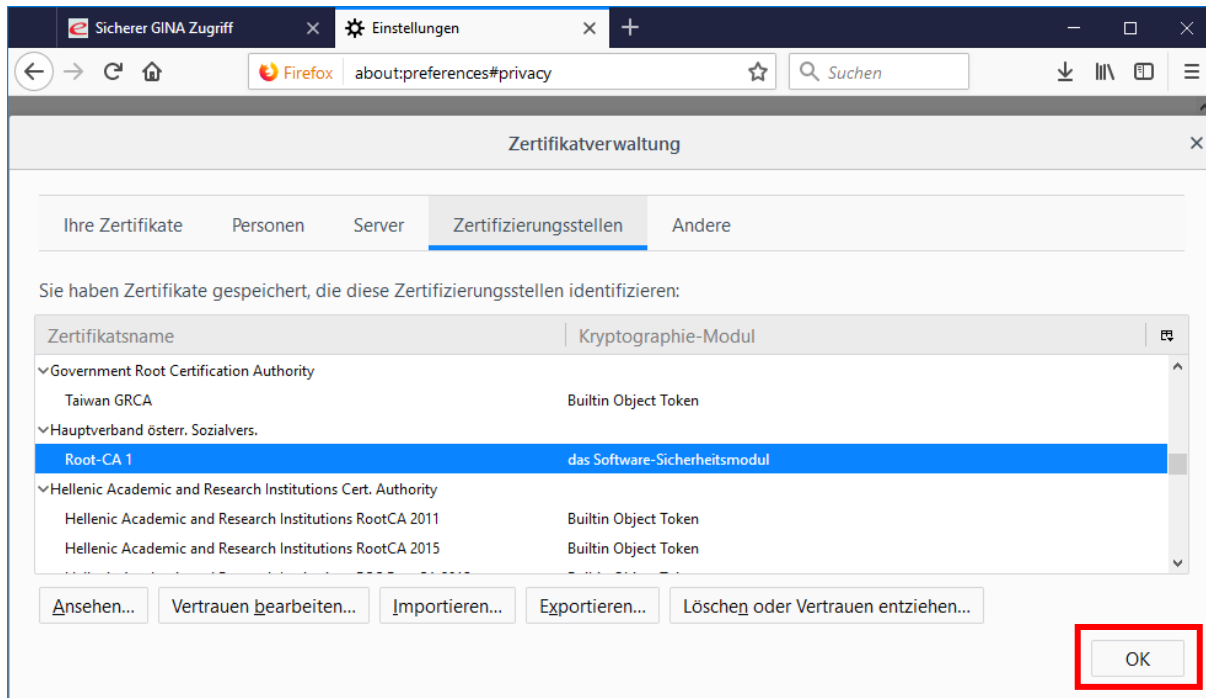 Sicherer GINA Zugriff
Einstellungen
Firefox about:preferences#privacy Suchen
Zertifikatverwaltung
Ihre Zertifikate Personen Server Zertifizierungsstellen Andere
Sie haben Zertifikate gespeichert, die diese Zertifizierungsstellen identifizieren:
Zertifikatsname Kryptographie-Modul
Government Root Certification Authority
Taiwan GRCA Builtin Object Token
Hauptverband österr. Sozialvers.
Root-CA 1 das Software-Sicherheitsmodul
Hellenic Academic and Research Institutions Cert. Authority
Hellenic Academic and Research Institutions RootCA 2011 Builtin Object Token
Hellenic Academic and Research Institutions RootCA 2015 Builtin Object Token
Ansehen... Vertrauen bearbeiten... Importieren... Exportieren... Löschen oder Vertrauen entziehen...
OK